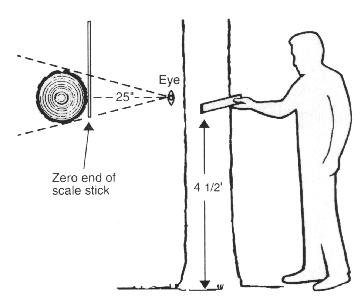 Eye
25"
Zero end of
scale stick
4 1/2'